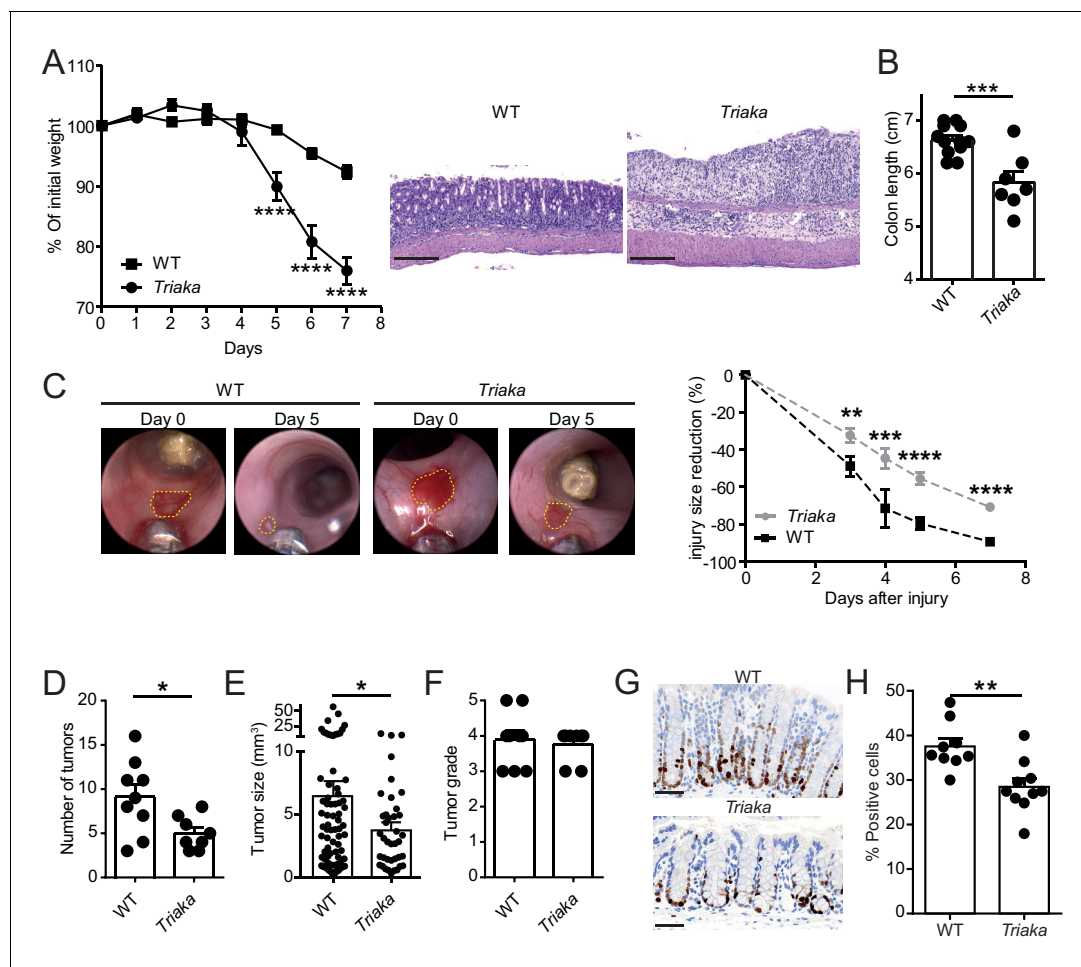 A
% Of initial weight
110
100
90
80
70
0 1 2 3 4 5 6 7 8
Days
WT
Triaka
****
****
****
WT
Triaka
B
***
Colon length (cm)
7
6
5
4
WT
Triaka
C
WT
Triaka
Day 0
Day 5
Day 0
Day 5
injury size reduction (%)
0
-20
-40
-60
-80
-100
0 2 4 6 8
Days after injury
**
***
****
****
Triaka
WT
D
*
Number of tumors
20
15
10
5
0
WT
Triaka
E
*
Tumor size (mm³)
50
25
10
5
0
WT
Triaka
F
Tumor grade
5
4
3
2
1
0
WT
Triaka
G
WT
Triaka
H
**
% Positive cells
50
40
30
20
10
0
WT
Triaka